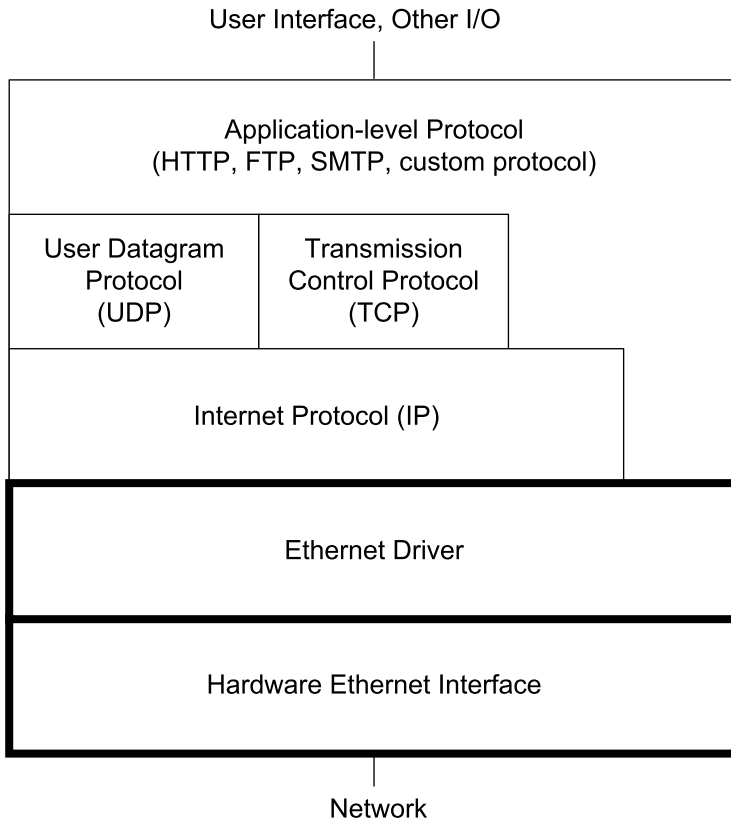 User Interface, Other I/O
Application-level Protocol
(HTTP, FTP, SMTP, custom protocol)
User Datagram
Protocol
(UDP)
Transmission
Control Protocol
(TCP)
Internet Protocol (IP)
Ethernet Driver
Hardware Ethernet Interface
Network